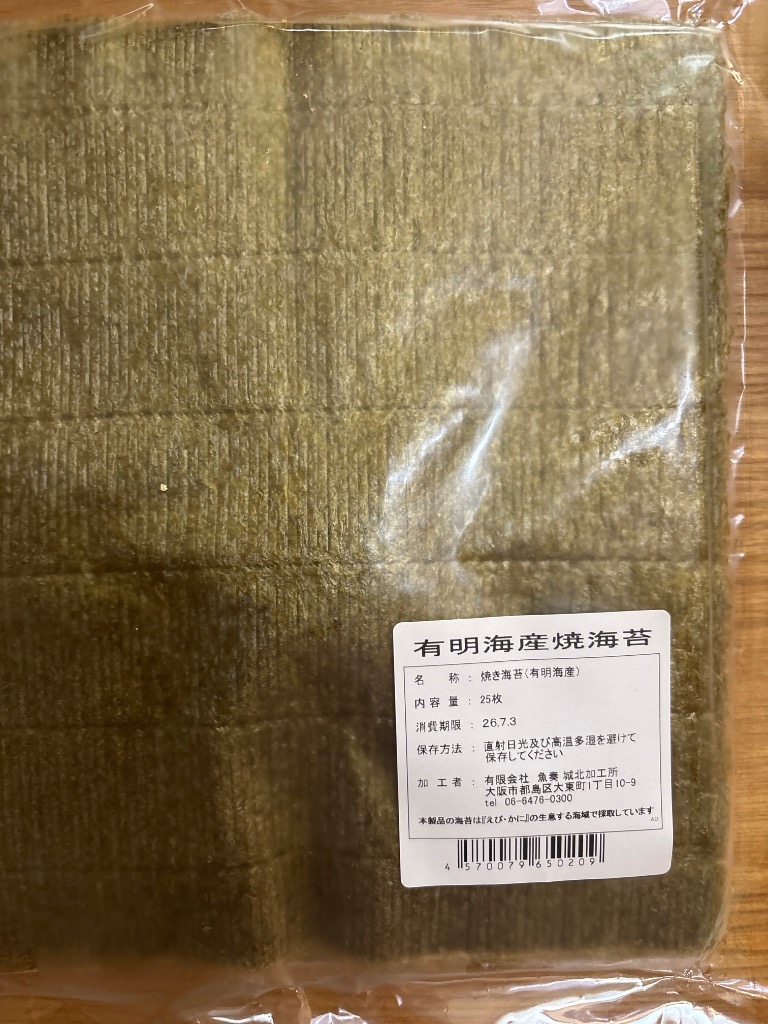 有明海産焼海苔
名　　称 : 焼き海苔(有明海産)
内容量 : 25枚
消費期限 : 26.7.3
保存方法 : 直射日光及び高温多湿を避けて
保存してください
加工者 : 有限会社 魚奏 城北加工所
大阪市都島区大東町1丁目10-9
tel 06-6476-0300
本製品の海苔は『えび・かに』の生息する海域で採取しています
AD
4 570079 650209